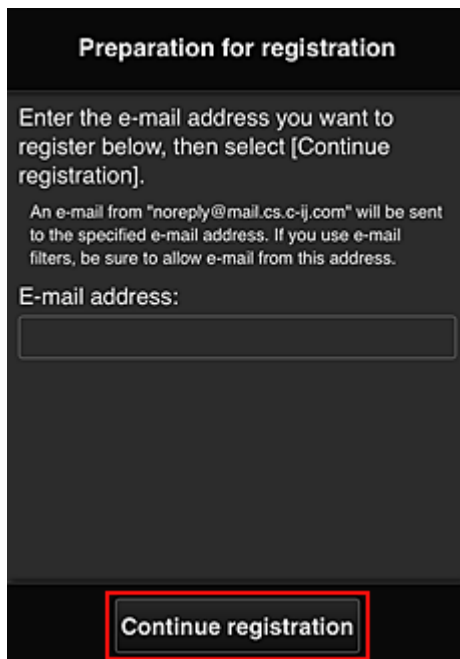 Preparation for registration
Enter the e-mail address you want to
register below, then select [Continue
registration].
An e-mail from "noreply@mail.cs.c-ij.com" will be sent
to the specified e-mail address. If you use e-mail
filters, be sure to allow e-mail from this address.
E-mail address:
Continue registration